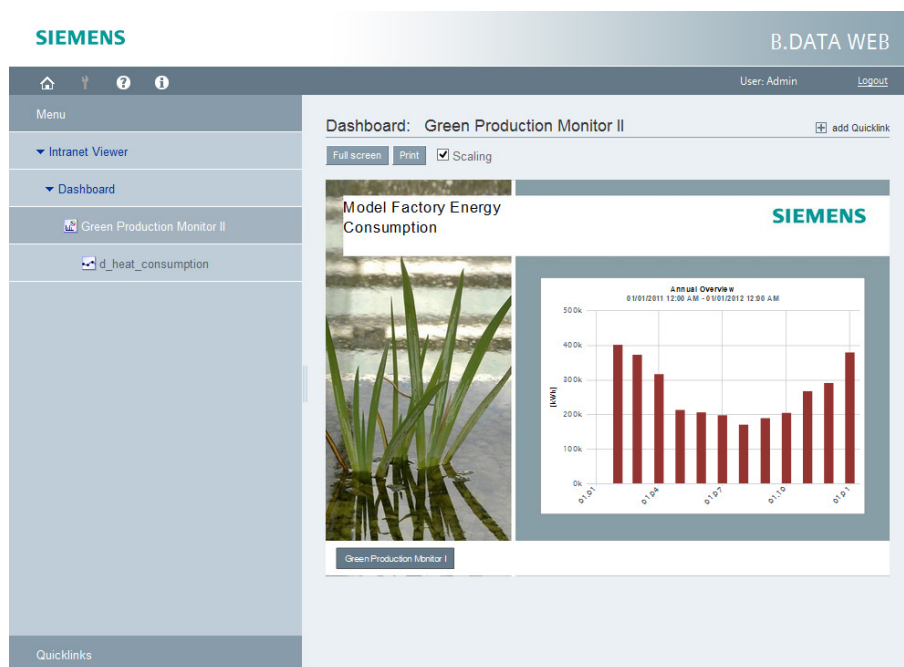 SIEMENS
B.DATA WEB
User: Admin
Logout
Menu
Intranet Viewer
Dashboard
Green Production Monitor II
d_heat_consumption
Quicklinks
Dashboard: Green Production Monitor II
add Quicklink
Full screen
Print
Scaling
Model Factory Energy
Consumption
SIEMENS
Annual Overview
01/01/2011 12:00 AM - 01/01/2012 12:00 AM
500k
400k
300k
200k
100k
0k
[kWh]
01.01
01.04
01.07
01.10
01.01
Green Production Monitor I